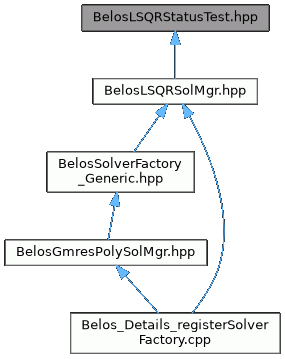 BelosLSQRStatusTest.hpp
BelosLSQRSolMgr.hpp
BelosSolverFactory
_Generic.hpp
BelosGmresPolySolMgr.hpp
Belos_Details_registerSolver
Factory.cpp